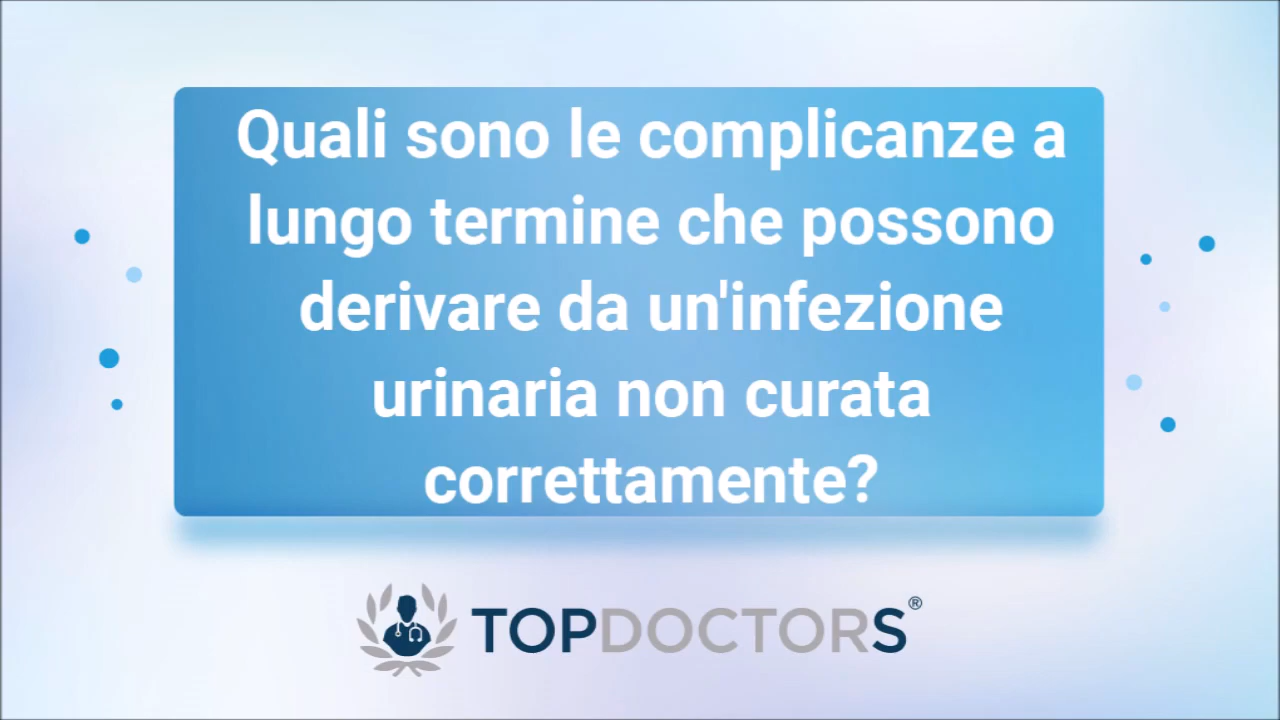 Quali sono le complicanze a
lungo termine che possono
derivare da un'infezione
urinaria non curata
correttamente?
TOPDOCTORS®